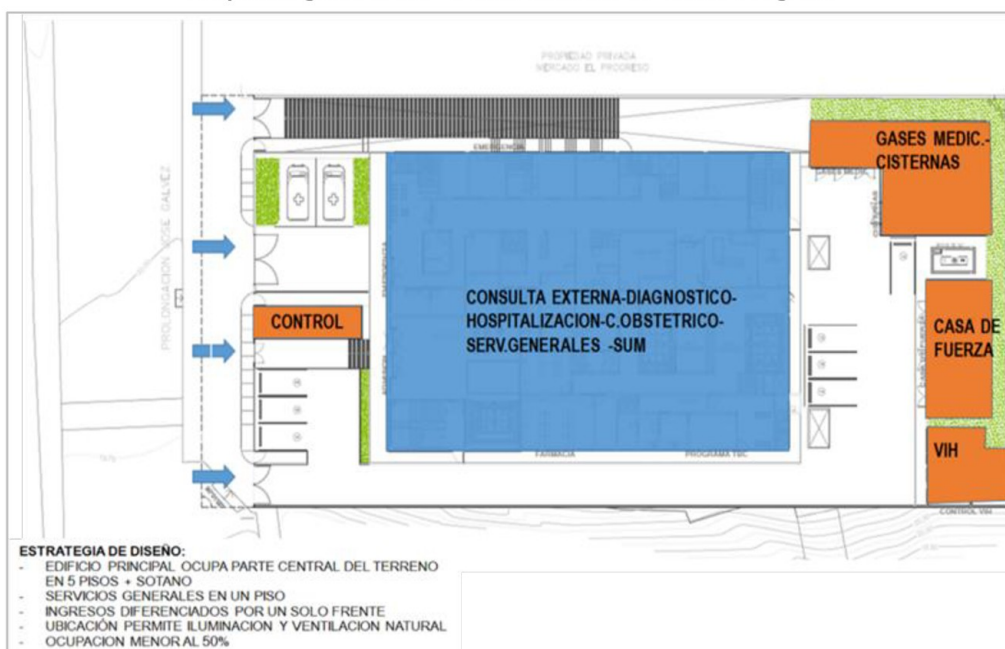 PROPIEDAD PRIVADA
MERCADO EL PROGRESO
PROLONGACION JOSE GALVEZ
EMERGENCIA
GASES MEDIC.-
CISTERNAS
GASES MEDIC.
EMERGENCIA
CONTROL
CONSULTA EXTERNA-DIAGNOSTICO-
HOSPITALIZACION-C.OBSTETRICO-
SERV.GENERALES -SUM
CASA DE
FUERZA
VIH
FARMACIA
PROGRAMA TBC
CONTROL VIH
ESTRATEGIA DE DISEÑO:
- EDIFICIO PRINCIPAL OCUPA PARTE CENTRAL DEL TERRENO
EN 5 PISOS + SOTANO
- SERVICIOS GENERALES EN UN PISO
- INGRESOS DIFERENCIADOS POR UN SOLO FRENTE
- UBICACIÓN PERMITE ILUMINACION Y VENTILACION NATURAL
- OCUPACION MENOR AL 50%